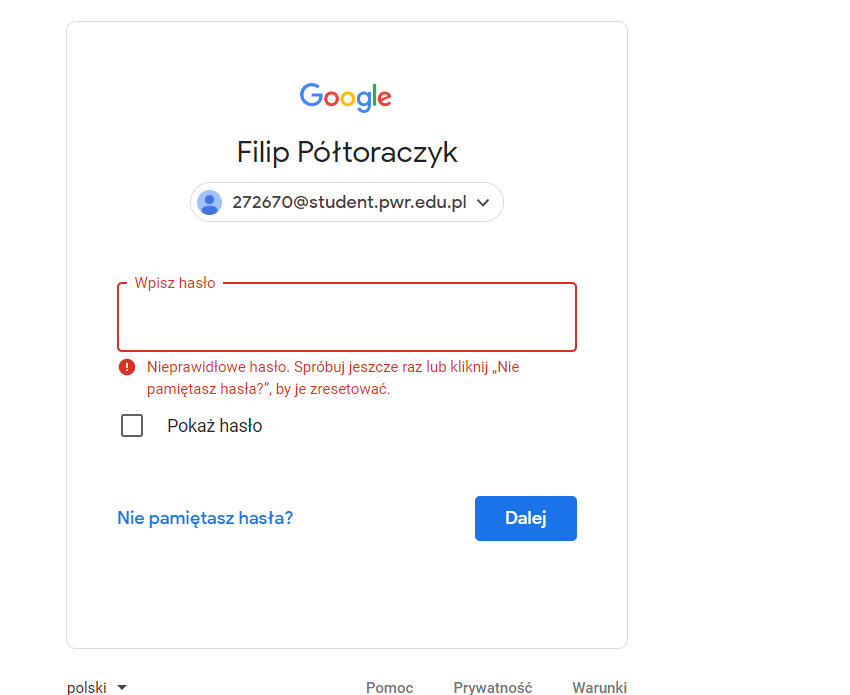 Google
Filip Półtoraczyk
272670@student.pwr.edu.pl
Wpisz hasło
Nieprawidłowe hasło. Spróbuj jeszcze raz lub kliknij „Nie
pamiętasz hasła?”, by je zresetować.
Pokaż hasło
Nie pamiętasz hasła? Dalej
polski Pomoc Prywatność Warunki